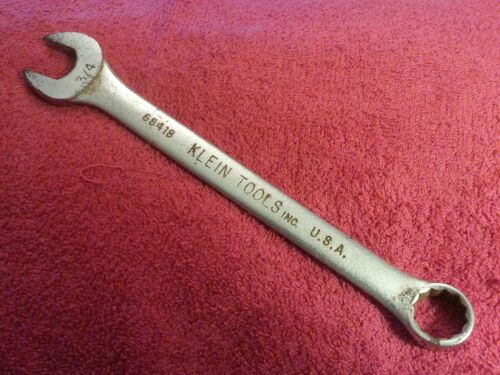 3/4
68418 KLEIN TOOLS INC. U.S.A.